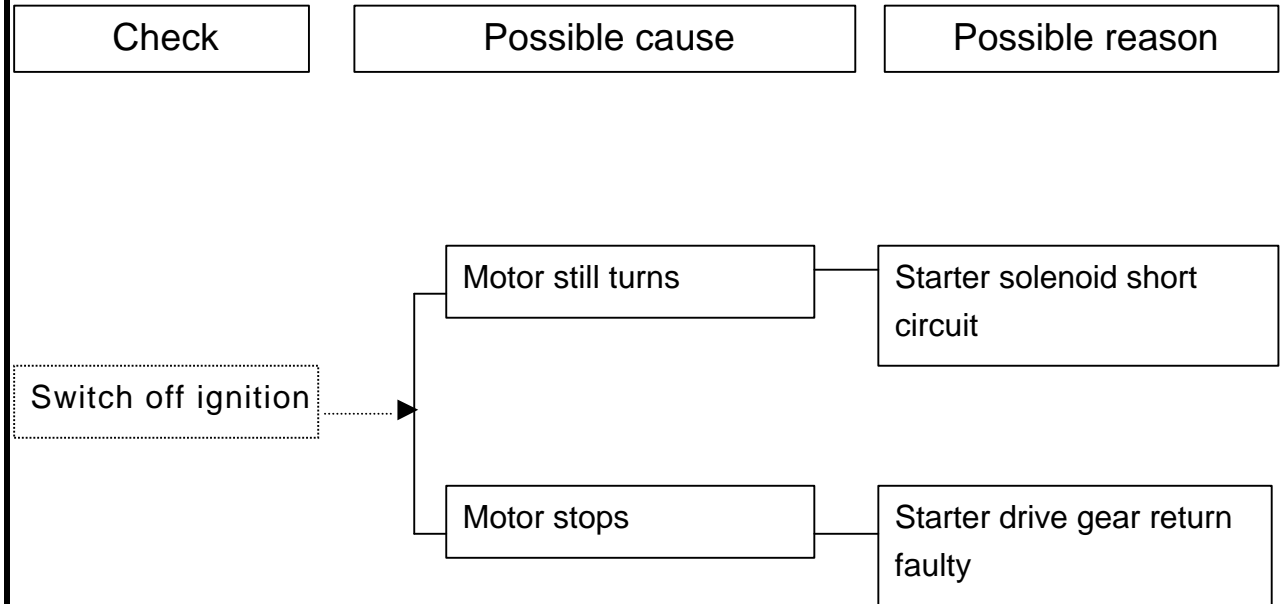 Check
Possible cause
Possible reason
Motor still turns
Starter solenoid short
circuit
Switch off ignition
Motor stops
Starter drive gear return
faulty